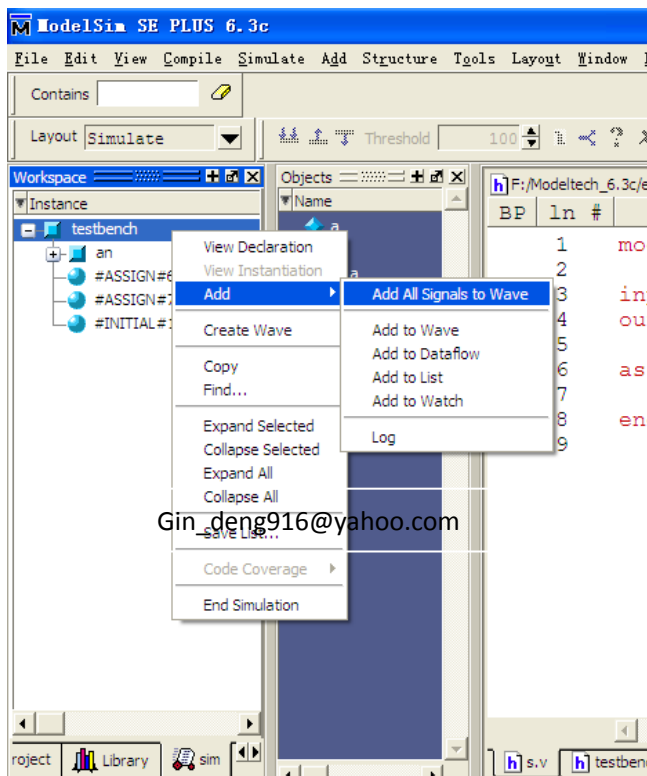 ModelSim SE PLUS 6.3c
File Edit View Compile Simulate Add Structure Tools Layout Window
Contains
Layout Simulate Threshold 100
Workspace
Objects
F:/Modeltech_6.3c/e
Instance
Name
BP ln #
testbench
a
an
#ASSIGN#6
#ASSIGN#7
#INITIAL#1
View Declaration
View Instantiation
a
Add
Create Wave
Copy
Find...
Expand Selected
Collapse Selected
Expand All
Collapse All
Save List...
Code Coverage
End Simulation
Add All Signals to Wave
Add to Wave
Add to Dataflow
Add to List
Add to Watch
Log
1 mo
2
3 in
4 ou
5
6 as
7
8 en
9
Gin_deng916@yahoo.com
roject Library sim
s.v testben